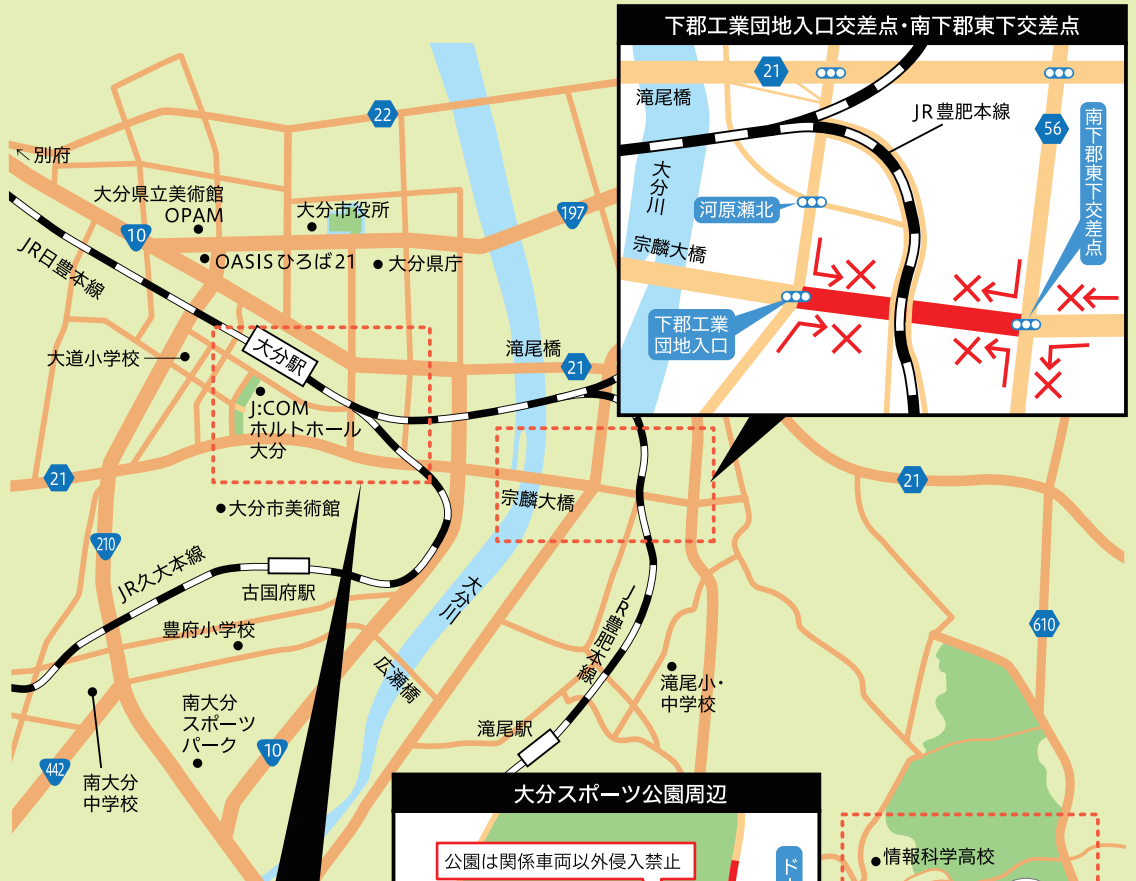 下郡工業団地入口交差点・南下郡東下交差点
21
滝尾橋
JR豊肥本線
56
南下郡東下交差点
大分川
河原瀬北
宗麟大橋
下郡工業
団地入口
22
↖別府
大分県立美術館
OPAM
大分市役所
197
10
OASISひろば21
大分県庁
JR日豊本線
大道小学校
大分駅
滝尾橋
21
J:COM
ホルトホール
大分
21
大分市美術館
宗麟大橋
21
210
JR久大本線
古国府駅
大分川
JR豊肥本線
610
豊府小学校
広瀬橋
滝尾小・
中学校
南大分
スポーツ
パーク
滝尾駅
10
442
南大分
中学校
大分スポーツ公園周辺
公園は関係車両以外侵入禁止
ド
情報科学高校